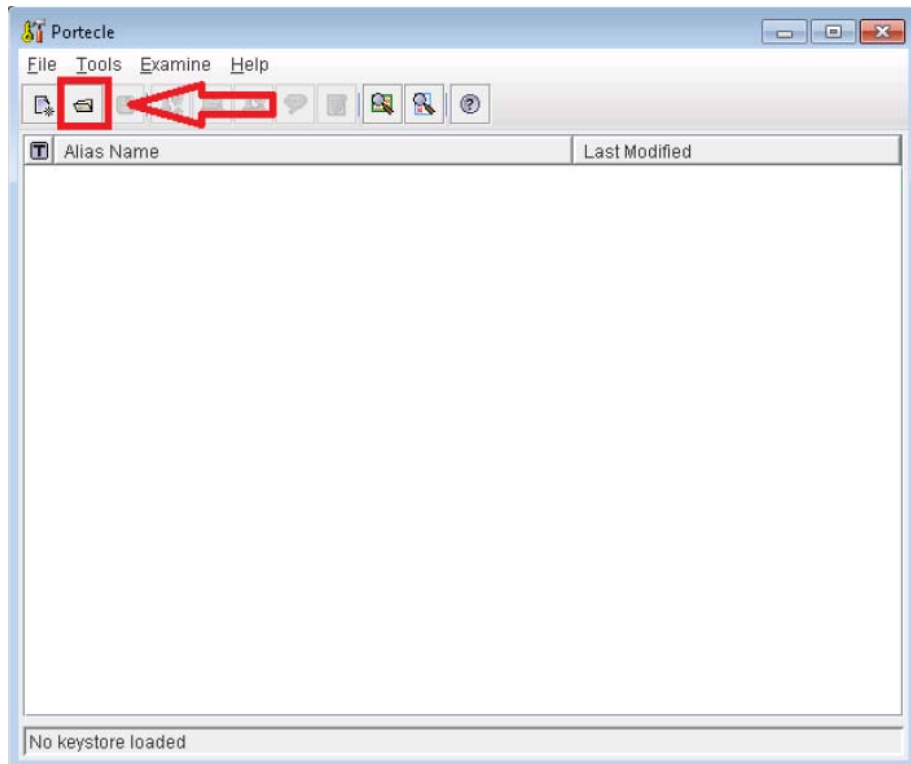 Portecle
File Tools Examine Help
T Alias Name Last Modified
No keystore loaded